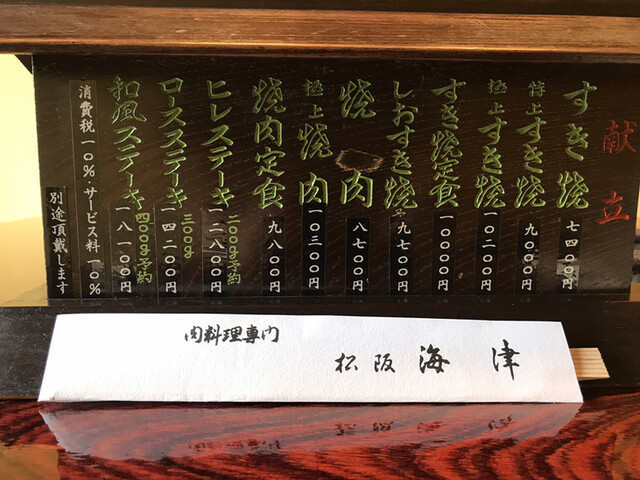 献立
すき焼 七四〇〇円
特上すき焼 九〇〇〇円
極上すき焼 一〇二〇〇円
すき焼定食 一〇〇〇〇円
しおすき焼 九七〇〇円
焼肉 八七〇〇円
極上焼肉 一〇三〇〇円
焼肉定食 九八〇〇円
ヒレステーキ 二〇〇g予約 一二八〇〇円
ロースステーキ 三〇〇g 一四二〇〇円
和風ステーキ 四〇〇g予約 一八一〇〇円
消費税一〇%・サービス料一〇%
別途頂戴します
肉料理専門
松阪 海津